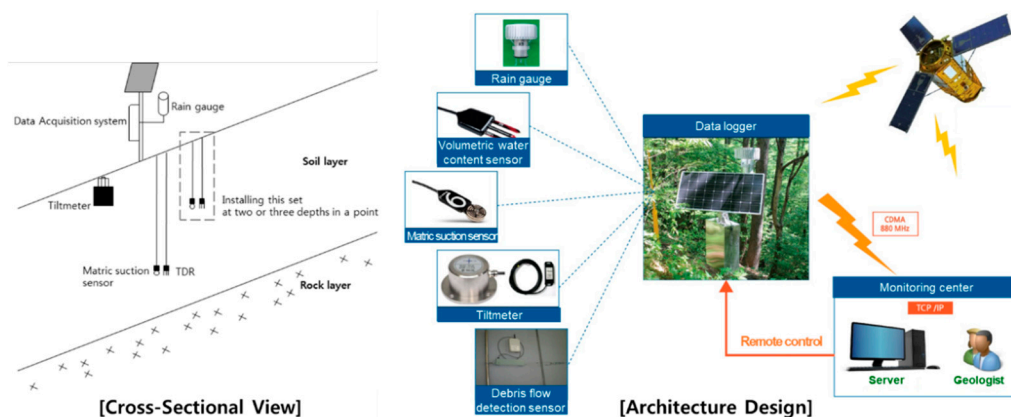 Rain gauge
Data Acquisition system
Soil layer
Tiltmeter
Installing this set
at two or three depths in a point
Matric suction
sensor
TDR
Rock layer
[Cross-Sectional View]
Rain gauge
Volumetric water
content sensor
Matric suction sensor
Tiltmeter
Debris flow
detection sensor
Data logger
CDMA
880 MHz
Monitoring center
TCP /IP
Remote control
Server
Geologist
[Architecture Design]